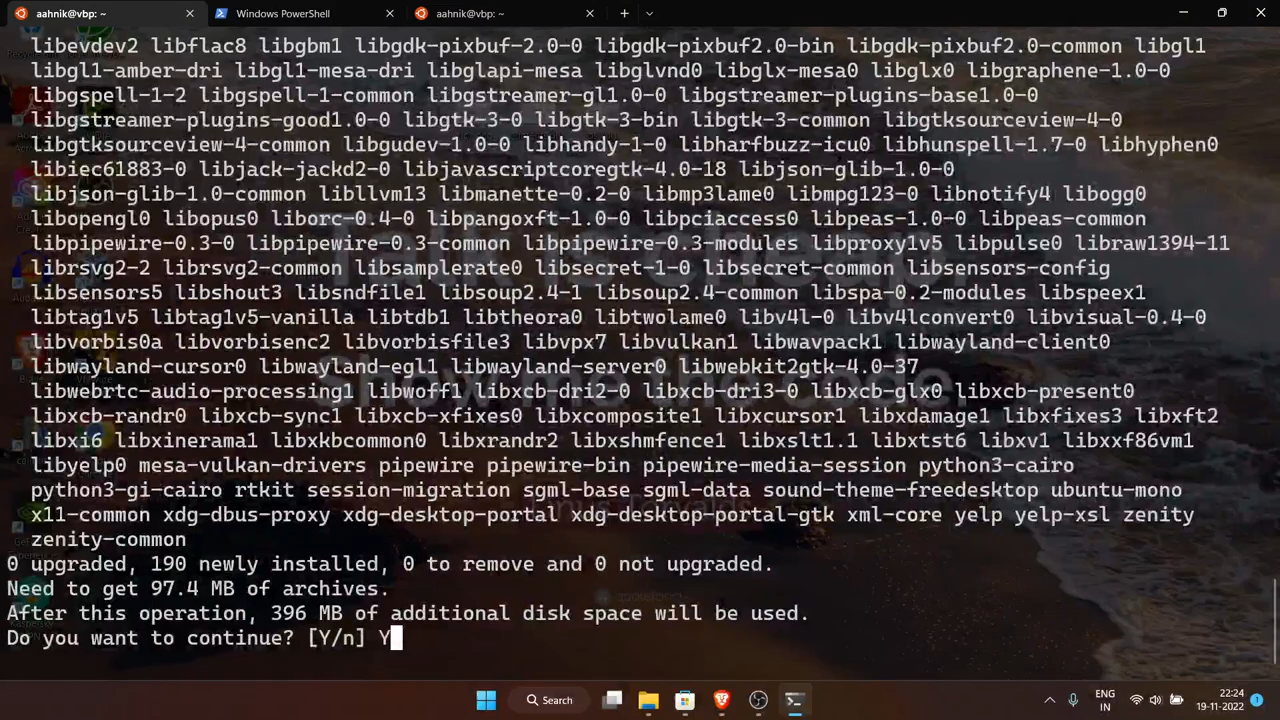 aahnik@vbp: ~
Windows PowerShell
aahnik@vbp: ~
libevdev2 libflac8 libgbm1 libgdk-pixbuf-2.0-0 libgdk-pixbuf2.0-bin libgdk-pixbuf2.0-common libgl1
libgl1-amber-dri libgl1-mesa-dri libglapi-mesa libglvnd0 libglx-mesa0 libglx0 libgraphene-1.0-0
libgspell-1-2 libgspell-1-common libgstreamer-gl1.0-0 libgstreamer-plugins-base1.0-0
libgstreamer-plugins-good1.0-0 libgtk-3-0 libgtk-3-bin libgtk-3-common libgtksourceview-4-0
libgtksourceview-4-common libgudev-1.0-0 libhandy-1-0 libharfbuzz-icu0 libhunspell-1.7-0 libhyphen0
libiec61883-0 libjack-jackd2-0 libjavascriptcoregtk-4.0-18 libjson-glib-1.0-0
libjson-glib-1.0-common libllvm13 libmanette-0.2-0 libmp3lame0 libmpg123-0 libnotify4 libogg0
libopengl0 libopus0 liborc-0.4-0 libpangoxft-1.0-0 libpciaccess0 libpeas-1.0-0 libpeas-common
libpipewire-0.3-0 libpipewire-0.3-common libpipewire-0.3-modules libproxy1v5 libpulse0 libraw1394-11
librsvg2-2 librsvg2-common libsamplerate0 libsecret-1-0 libsecret-common libsensors-config
libsensors5 libshout3 libsndfile1 libsoup2.4-1 libsoup2.4-common libspa-0.2-modules libspeex1
libtag1v5 libtag1v5-vanilla libtdb1 libtheora0 libtwolame0 libv4l-0 libv4lconvert0 libvisual-0.4-0
libvorbis0a libvorbisenc2 libvorbisfile3 libvpx7 libvulkan1 libwavpack1 libwayland-client0
libwayland-cursor0 libwayland-egl1 libwayland-server0 libwebkit2gtk-4.0-37
libwebrtc-audio-processing1 libwoff1 libxcb-dri2-0 libxcb-dri3-0 libxcb-glx0 libxcb-present0
libxcb-randr0 libxcb-sync1 libxcb-xfixes0 libxcomposite1 libxcursor1 libxdamage1 libxfixes3 libxft2
libxi6 libxinerama1 libxkbcommon0 libxrandr2 libxshmfence1 libxslt1.1 libxtst6 libxv1 libxxf86vm1
libyelp0 mesa-vulkan-drivers pipewire pipewire-bin pipewire-media-session python3-cairo
python3-gi-cairo rtkit session-migration sgml-base sgml-data sound-theme-freedesktop ubuntu-mono
x11-common xdg-dbus-proxy xdg-desktop-portal xdg-desktop-portal-gtk xml-core yelp yelp-xsl zenity
zenity-common
0 upgraded, 190 newly installed, 0 to remove and 0 not upgraded.
Need to get 97.4 MB of archives.
After this operation, 396 MB of additional disk space will be used.
Do you want to continue? [Y/n] Y
Talk is cheap.
Show me the code
Search
ENG
IN
22:24
19-11-2022
1